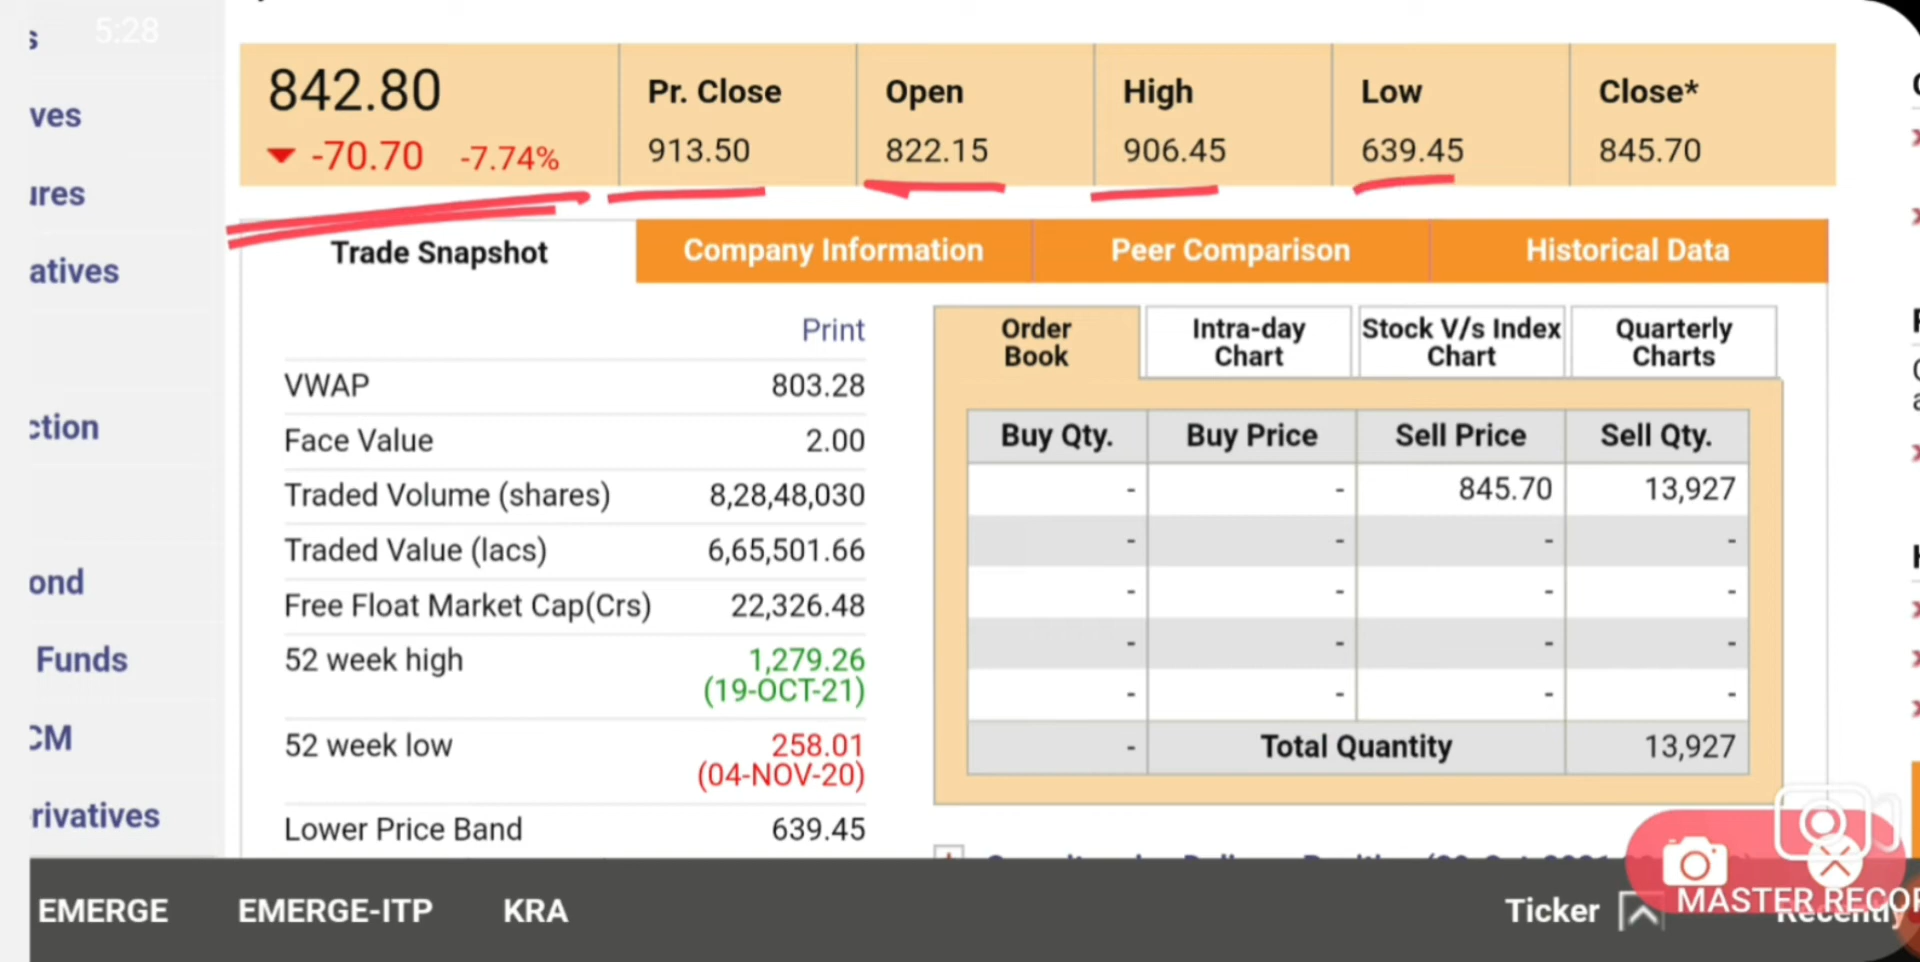 5:28
842.80
-70.70 -7.74%
Pr. Close
913.50
Open
822.15
High
906.45
Low
639.45
Close*
845.70
ves
ures
atives
ction
ond
Funds
CM
rivatives
Trade Snapshot
Company Information
Peer Comparison
Historical Data
Print
VWAP 803.28
Face Value 2.00
Traded Volume (shares) 8,28,48,030
Traded Value (lacs) 6,65,501.66
Free Float Market Cap(Crs) 22,326.48
52 week high 1,279.26
(19-OCT-21)
52 week low 258.01
(04-NOV-20)
Lower Price Band 639.45
Order
Book
Intra-day
Chart
Stock V/s Index
Chart
Quarterly
Charts
Buy Qty. Buy Price Sell Price Sell Qty.
- - 845.70 13,927
- - - -
- - - -
- - - -
- - - -
- Total Quantity 13,927
EMERGE EMERGE-ITP KRA
Ticker
MASTER RECOR
Recently